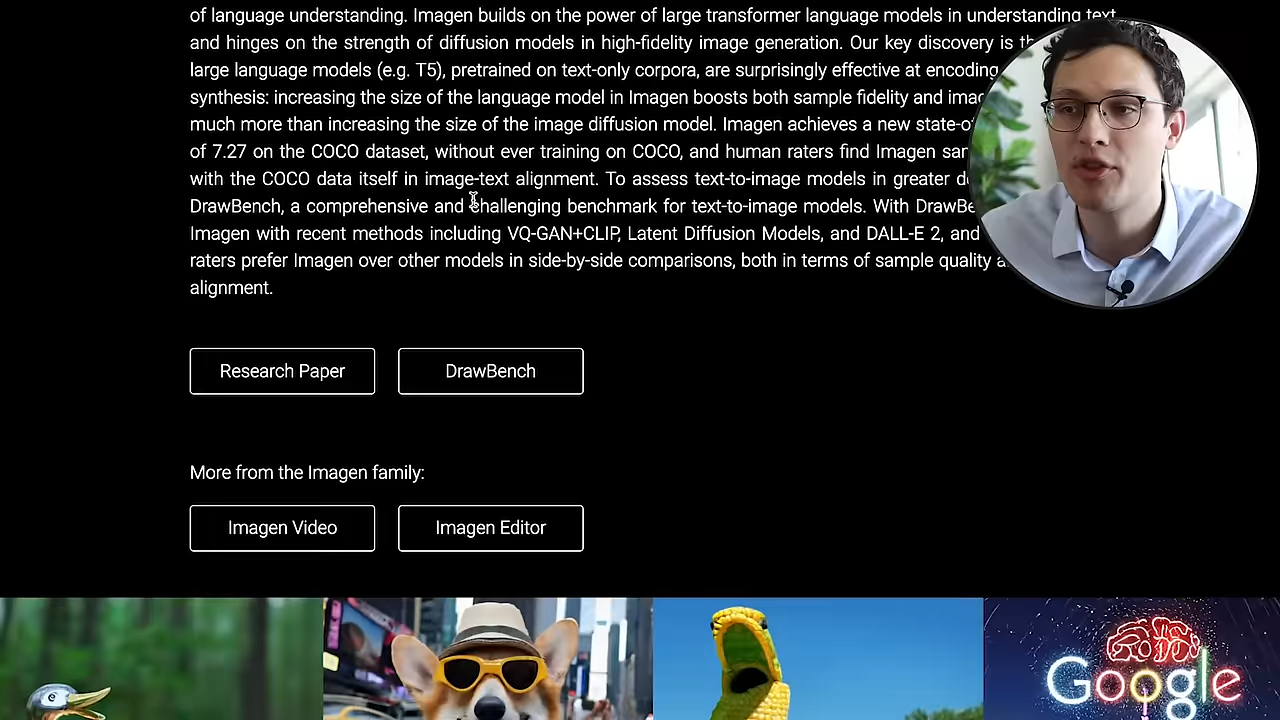 of language understanding. Imagen builds on the power of large transformer language models in understanding text
and hinges on the strength of diffusion models in high-fidelity image generation. Our key discovery is
large language models (e.g. T5), pretrained on text-only corpora, are surprisingly effective at encoding
synthesis: increasing the size of the language model in Imagen boosts both sample fidelity and
much more than increasing the size of the image diffusion model. Imagen achieves a new
of 7.27 on the COCO dataset, without ever training on COCO, and human raters find Imagen
with the COCO data itself in image-text alignment. To assess text-to-image models in greater
DrawBench, a comprehensive and challenging benchmark for text-to-image models. With
Imagen with recent methods including VQ-GAN+CLIP, Latent Diffusion Models, and DALL-E 2, and
raters prefer Imagen over other models in side-by-side comparisons, both in terms of sample quality
alignment.
Research Paper
DrawBench
More from the Imagen family:
Imagen Video
Imagen Editor
Google